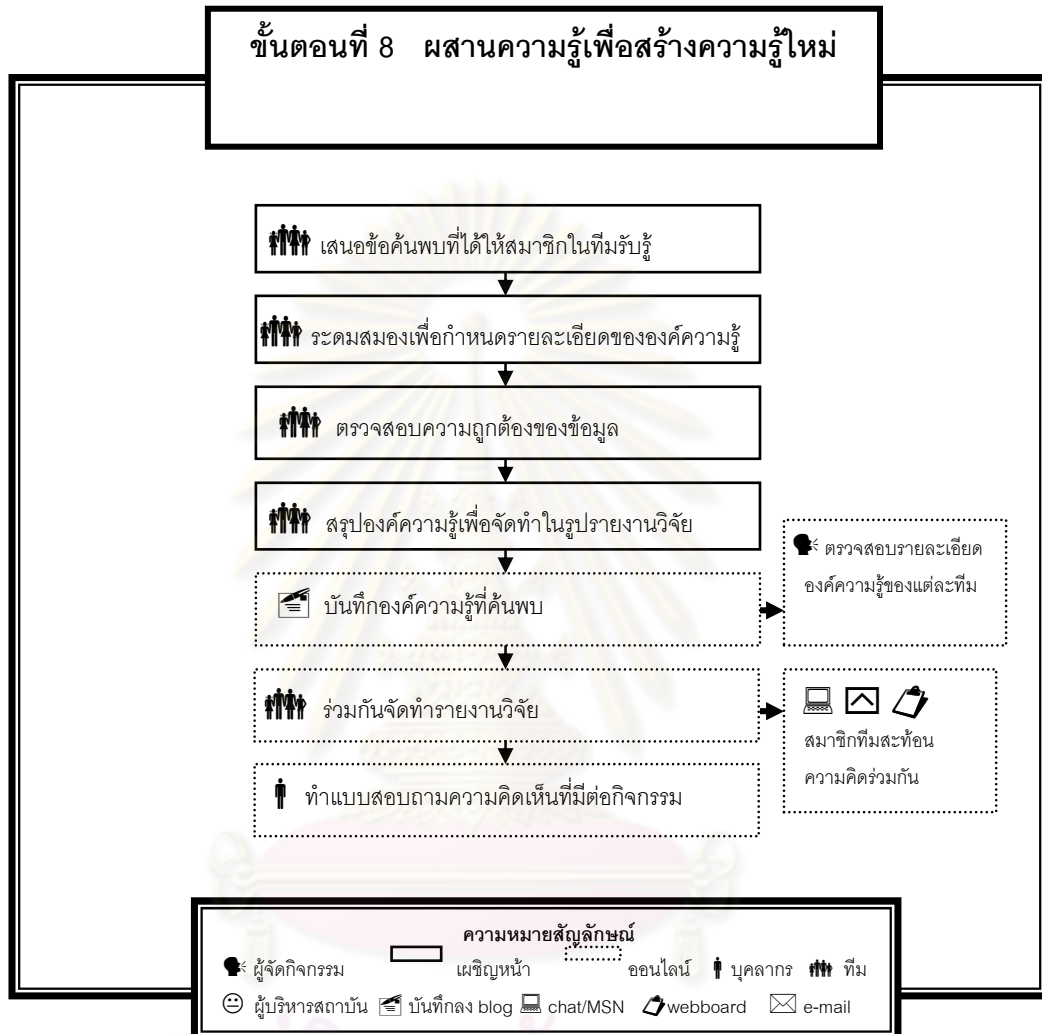 ขั้นตอนที่ 8 ผสานความรู้เพื่อสร้างความรู้ใหม่
เสนอข้อค้นพบที่ได้ให้สมาชิกในทีมรับรู้
ระดมสมองเพื่อกำหนดรายละเอียดขององค์ความรู้
ตรวจสอบความถูกต้องของข้อมูล
สรุปองค์ความรู้เพื่อจัดทำในรูปรายงานวิจัย
บันทึกองค์ความรู้ที่ค้นพบ
ตรวจสอบรายละเอียด
องค์ความรู้ของแต่ละทีม
ร่วมกันจัดทำรายงานวิจัย
สมาชิกทีมสะท้อน
ความคิดร่วมกัน
ทำแบบสอบถามความคิดเห็นที่มีต่อกิจกรรม
ความหมายสัญลักษณ์
ผู้จัดกิจกรรม เผชิญหน้า ออนไลน์ บุคลากร ทีม
ผู้บริหารสถาบัน บันทึกลง blog chat/MSN webboard e-mail